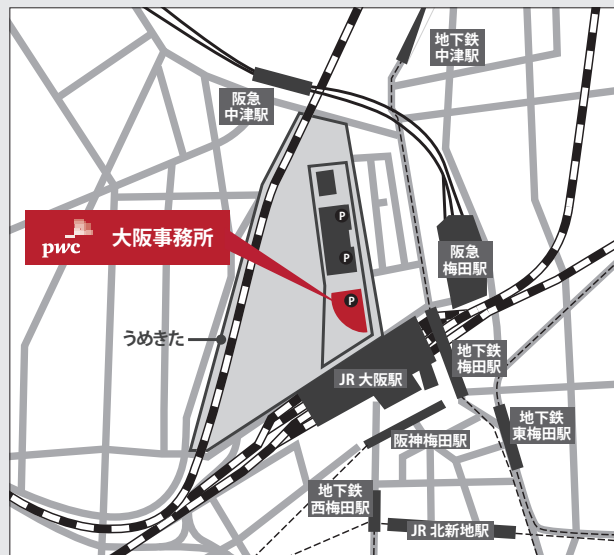 地下鉄
中津駅
阪急
中津駅
P
pwc 大阪事務所
P
阪急
梅田駅
P
うめきた
地下鉄
梅田駅
JR 大阪駅
地下鉄
東梅田駅
阪神梅田駅
地下鉄
西梅田駅
JR 北新地駅